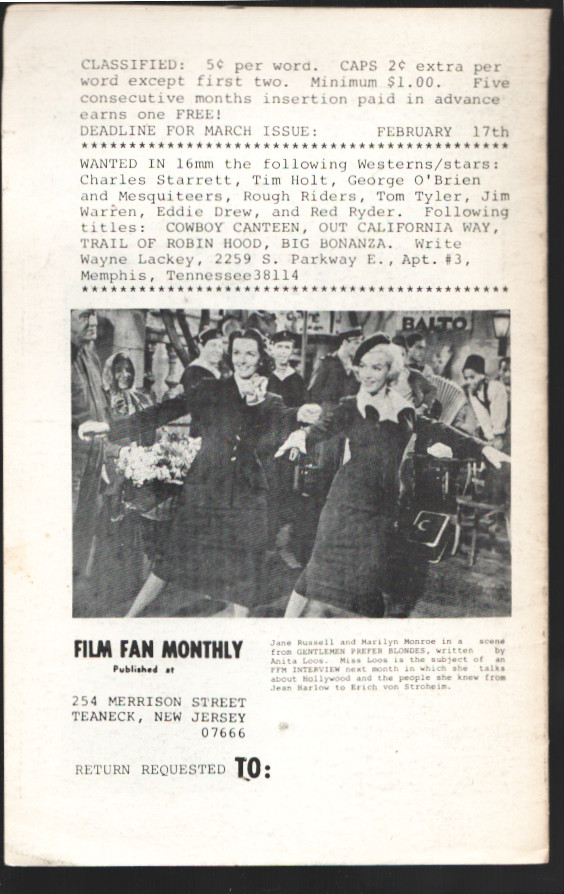 CLASSIFIED: 5¢ per word. CAPS 2¢ extra per
word except first two. Minimum $1.00. Five
consecutive months insertion paid in advance
earns one FREE!
DEADLINE FOR MARCH ISSUE: FEBRUARY 17th
*******************************************
WANTED IN 16mm the following Westerns/stars:
Charles Starrett, Tim Holt, George O'Brien
and Mesquiteers, Rough Riders, Tom Tyler, Jim
Warren, Eddie Drew, and Red Ryder. Following
titles: COWBOY CANTEEN, OUT CALIFORNIA WAY,
TRAIL OF ROBIN HOOD, BIG BONANZA. Write
Wayne Lackey, 2259 S. Parkway E., Apt. #3,
Memphis, Tennessee38114
*******************************************
BALTO
FILM FAN MONTHLY
Published at
254 MERRISON STREET
TEANECK, NEW JERSEY
07666
RETURN REQUESTED TO:
Jane Russell and Marilyn Monroe in a scene
from GENTLEMEN PREFER BLONDES, written by
Anita Loos. Miss Loos is the subject of an
FFM INTERVIEW next month in which she talks
about Hollywood and the people she knew from
Jean Harlow to Erich von Stroheim.